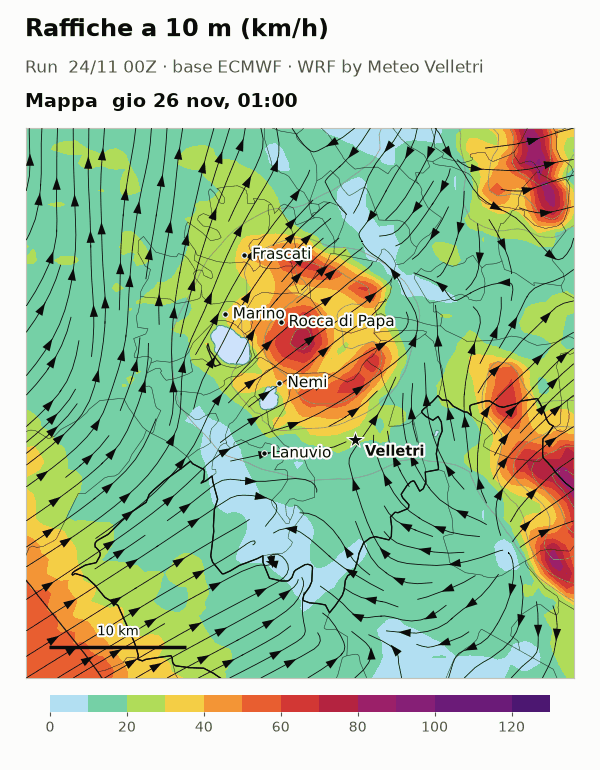 Raffiche a 10 m (km/h)
Run  24/11 00Z · base ECMWF · WRF by Meteo Velletri
Mappa  gio 26 nov, 01:00
Frascati
Marino
Rocca di Papa
Nemi
Lanuvio
Velletri
10 km
0 20 40 60 80 100 120